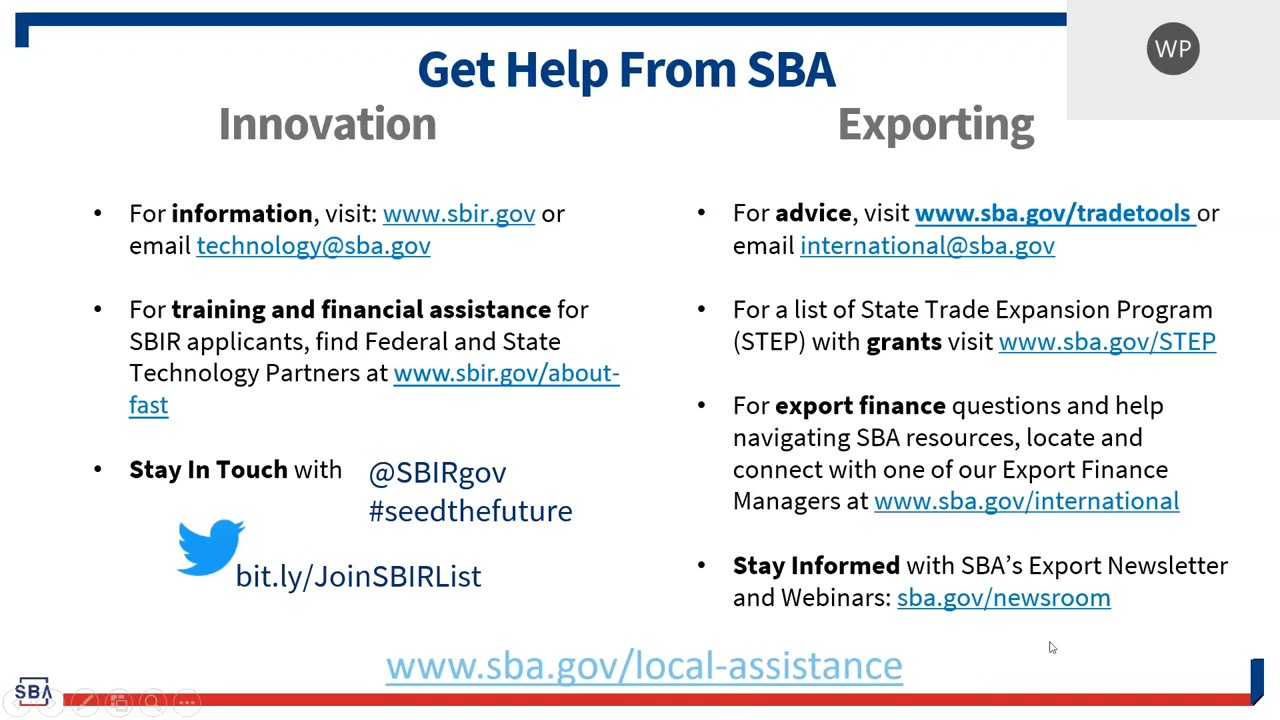 WP
Get Help From SBA
Innovation
• For information, visit: www.sbir.gov or
email technology@sba.gov
• For training and financial assistance for
SBIR applicants, find Federal and State
Technology Partners at www.sbir.gov/about-
fast
• Stay In Touch with
@SBIRgov
#seedthefuture
bit.ly/JoinSBIRList
Exporting
• For advice, visit www.sba.gov/tradetools or
email international@sba.gov
• For a list of State Trade Expansion Program
(STEP) with grants visit www.sba.gov/STEP
• For export finance questions and help
navigating SBA resources, locate and
connect with one of our Export Finance
Managers at www.sba.gov/international
• Stay Informed with SBA’s Export Newsletter
and Webinars: sba.gov/newsroom
www.sba.gov/local-assistance
SBA